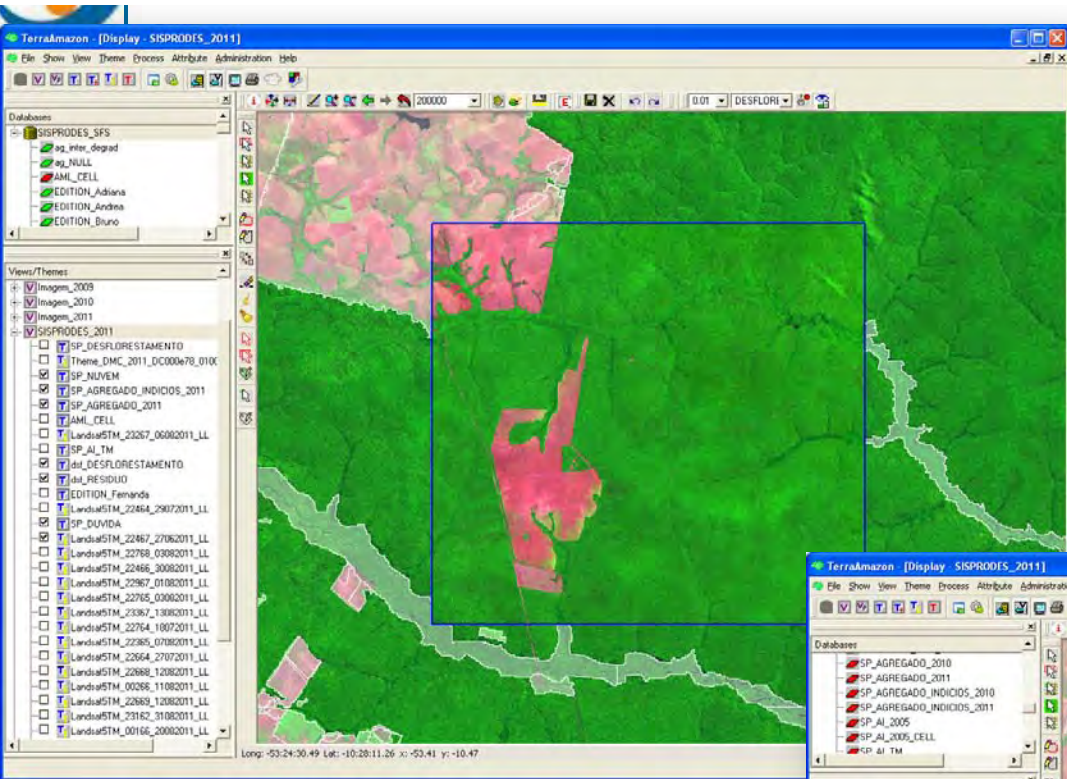 TerraAmazon - [Display - SISPRODES_2011]
File Show View Theme Process Attribute Administration Help
200000
0.01
DESFLORE
Databases
SISPRODES_SFS
ag_inter_degrad
ag_NULL
AML_CELL
EDITION_Adriana
EDITION_Andrea
EDITION_Bruno
Views/Themes
Imagem_2009
Imagem_2010
Imagem_2011
SISPRODES_2011
SP_DESFLORESTAMENTO
Theme_DMC_2011_DC000e78_010
SP_NUVEM
SP_AGREGADO_INDICIOS_2011
SP_AGREGADO_2011
AML_CELL
Landsat5TM_23267_06082011_LL
SP_AI_TM
dst_DESFLORESTAMENTO
dst_RESIDUO
EDITION_Fernanda
Landsat5TM_22464_29072011_LL
SP_DUVIDA
Landsat5TM_22467_27062011_LL
Landsat5TM_22768_03082011_LL
Landsat5TM_22466_30082011_LL
Landsat5TM_22967_01082011_LL
Landsat5TM_22765_03082011_LL
Landsat5TM_23367_13082011_LL
Landsat5TM_22764_18072011_LL
Landsat5TM_22365_07082011_LL
Landsat5TM_22664_27072011_LL
Landsat5TM_22668_12082011_LL
Landsat5TM_00266_11082011_LL
Landsat5TM_22669_12082011_LL
Landsat5TM_23162_31082011_LL
Landsat5TM_00166_20082011_LL
Long: -53:24:30.49 Lat: -10:28:11.26 x: -53.41 y: -10.47
TerraAmazon - [Display - SISPRODES_2011]
File Show View Theme Process Attribute Administrati
Databases
SP_AGREGADO_2010
SP_AGREGADO_2011
SP_AGREGADO_INDICIOS_2010
SP_AGREGADO_INDICIOS_2011
SP_AI_2005
SP_AI_2005_CELL
SP_AI_TM